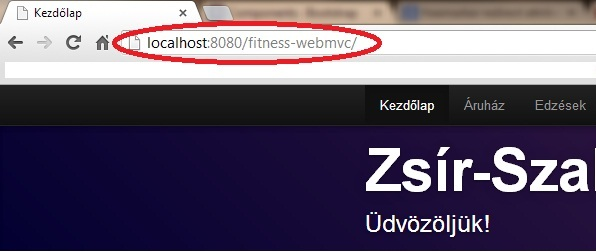 Kezdőlap
localhost:8080/fitness-webmvc/
Kezdőlap Áruház Edzések
Zsír-Szal
Üdvözöljük!